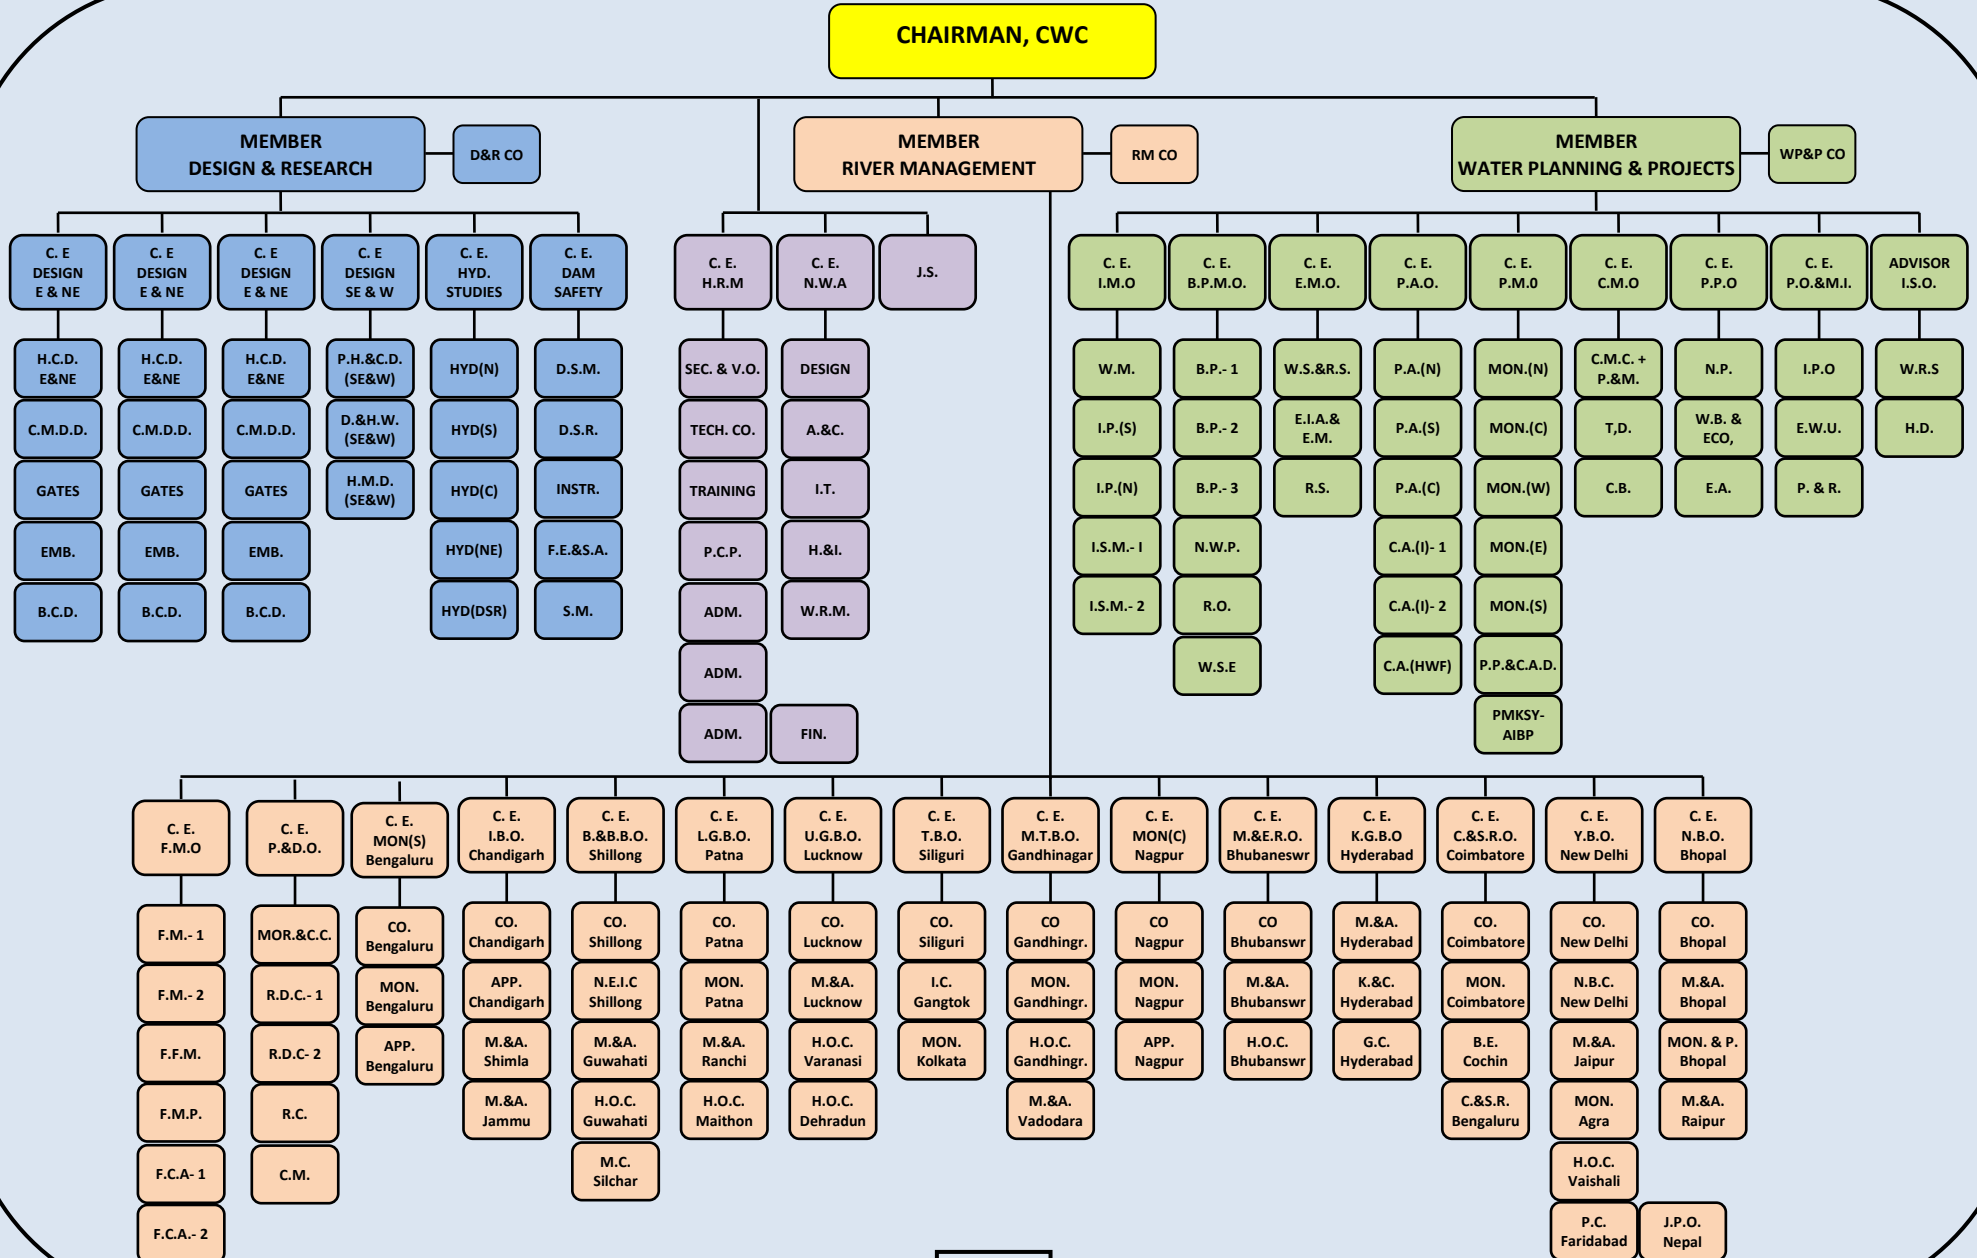 CHAIRMAN, CWC
MEMBER
DESIGN & RESEARCH
D&R CO
MEMBER
RIVER MANAGEMENT
RM CO
MEMBER
WATER PLANNING & PROJECTS
WP&P CO
C. E
DESIGN
E & NE
H.C.D.
E&NE
C.M.D.D.
GATES
EMB.
B.C.D.
C. E
DESIGN
E & NE
H.C.D.
E&NE
C.M.D.D.
GATES
EMB.
B.C.D.
C. E
DESIGN
E & NE
H.C.D.
E&NE
C.M.D.D.
GATES
EMB.
B.C.D.
C. E
DESIGN
SE & W
P.H.&C.D.
(SE&W)
D.&H.W.
(SE&W)
H.M.D.
(SE&W)
C. E.
HYD.
STUDIES
HYD(N)
HYD(S)
HYD(C)
HYD(NE)
HYD(DSR)
C. E.
DAM
SAFETY
D.S.M.
D.S.R.
INSTR.
F.E.&S.A.
S.M.
C. E.
H.R.M
SEC. & V.O.
TECH. CO.
TRAINING
P.C.P.
ADM.
ADM.
ADM.
C. E.
N.W.A
DESIGN
A.&C.
I.T.
H.&I.
W.R.M.
FIN.
J.S.
C. E.
I.M.O
W.M.
I.P.(S)
I.P.(N)
I.S.M.- I
I.S.M.- 2
C. E.
B.P.M.O.
B.P.- 1
B.P.- 2
B.P.- 3
N.W.P.
R.O.
W.S.E
C. E.
E.M.O.
W.S.&R.S.
E.I.A.&
E.M.
R.S.
C. E.
P.A.O.
P.A.(N)
P.A.(S)
P.A.(C)
C.A.(I)- 1
C.A.(I)- 2
C.A.(HWF)
C. E.
P.M.0
MON.(N)
MON.(C)
MON.(W)
MON.(E)
MON.(S)
P.P.&C.A.D.
PMKSY-
AIBP
C. E.
C.M.O
C.M.C. +
P.&M.
T,D.
C.B.
C. E.
P.P.O
N.P.
W.B. &
ECO,
E.A.
C. E.
P.O.&M.I.
I.P.O
E.W.U.
P. & R.
ADVISOR
I.S.O.
W.R.S
H.D.
C. E.
F.M.O
F.M.- 1
F.M.- 2
F.F.M.
F.M.P.
F.C.A- 1
F.C.A.- 2
C. E.
P.&D.O.
MOR.&C.C.
R.D.C.- 1
R.D.C- 2
R.C.
C.M.
C. E.
MON(S)
Bengaluru
CO.
Bengaluru
MON.
Bengaluru
APP.
Bengaluru
C. E.
I.B.O.
Chandigarh
CO.
Chandigarh
APP.
Chandigarh
M.&A.
Shimla
M.&A.
Jammu
C. E.
B.&B.B.O.
Shillong
CO.
Shillong
N.E.I.C
Shillong
M.&A.
Guwahati
H.O.C.
Guwahati
M.C.
Silchar
C. E.
L.G.B.O.
Patna
CO.
Patna
MON.
Patna
M.&A.
Ranchi
H.O.C.
Maithon
C. E.
U.G.B.O.
Lucknow
CO.
Lucknow
M.&A.
Lucknow
H.O.C.
Varanasi
H.O.C.
Dehradun
C. E.
T.B.O.
Siliguri
CO.
Siliguri
I.C.
Gangtok
MON.
Kolkata
C. E.
M.T.B.O.
Gandhinagar
CO
Gandhingr.
MON.
Gandhingr.
H.O.C.
Gandhingr.
M.&A.
Vadodara
C. E.
MON(C)
Nagpur
CO
Nagpur
MON.
Nagpur
APP.
Nagpur
C. E.
M.&E.R.O.
Bhubaneswr
CO
Bhubanswr
M.&A.
Bhubanswr
H.O.C.
Bhubanswr
C. E.
K.G.B.O
Hyderabad
M.&A.
Hyderabad
K.&C.
Hyderabad
G.C.
Hyderabad
C. E.
C.&S.R.O.
Coimbatore
CO.
Coimbatore
MON.
Coimbatore
B.E.
Cochin
C.&S.R.
Bengaluru
C. E.
Y.B.O.
New Delhi
CO.
New Delhi
N.B.C.
New Delhi
M.&A.
Jaipur
MON.
Agra
H.O.C.
Vaishali
P.C.
Faridabad
J.P.O.
Nepal
C. E.
N.B.O.
Bhopal
CO.
Bhopal
M.&A.
Bhopal
MON. & P.
Bhopal
M.&A.
Raipur